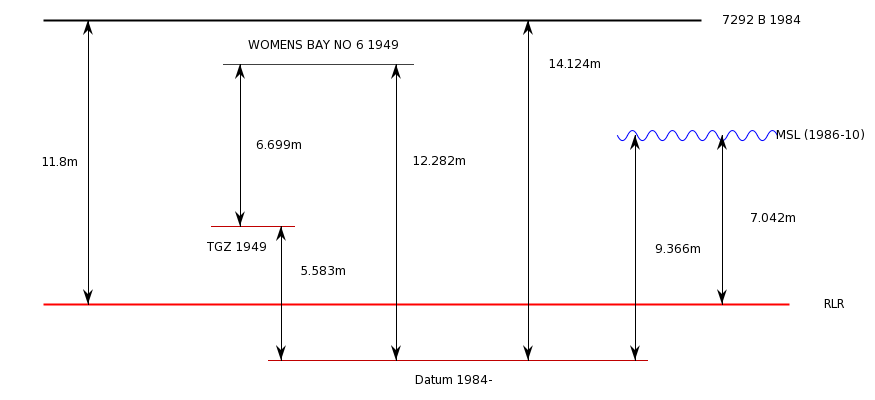 7292 B 1984
WOMENS BAY NO 6 1949
14.124m
MSL (1986-10)
6.699m
11.8m
12.282m
7.042m
TGZ 1949
9.366m
5.583m
RLR
Datum 1984-